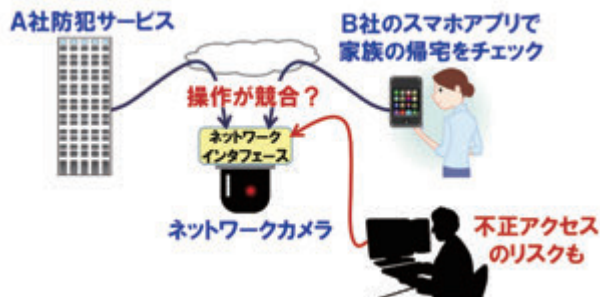 A社防犯サービス
B社のスマホアプリで
家族の帰宅をチェック
操作が競合？
ネットワーク
インタフェース
ネットワークカメラ
不正アクセス
のリスクも